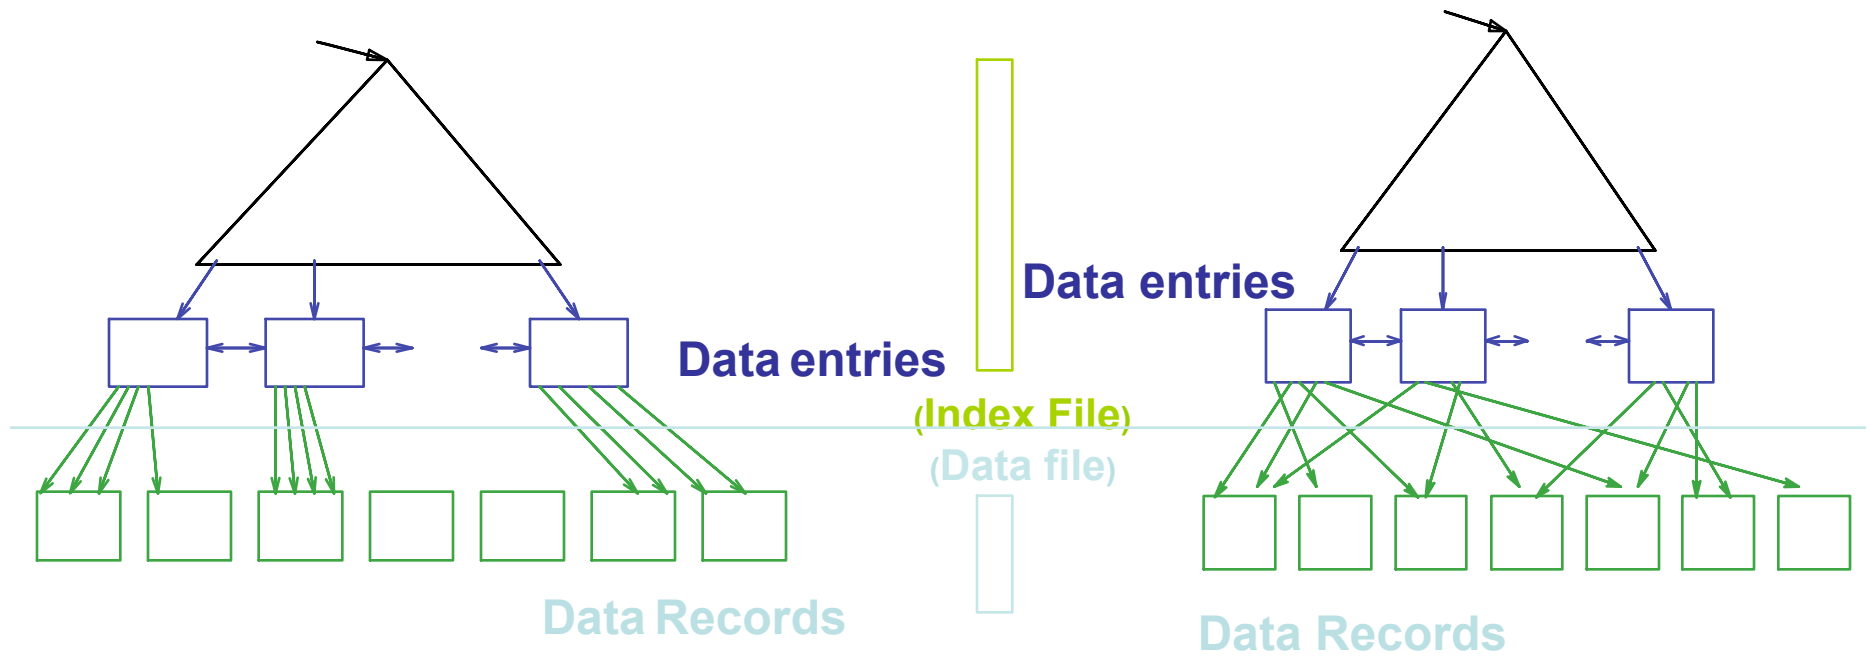 Data entries
Data entries
(Index File)
(Data file)
Data Records
Data Records